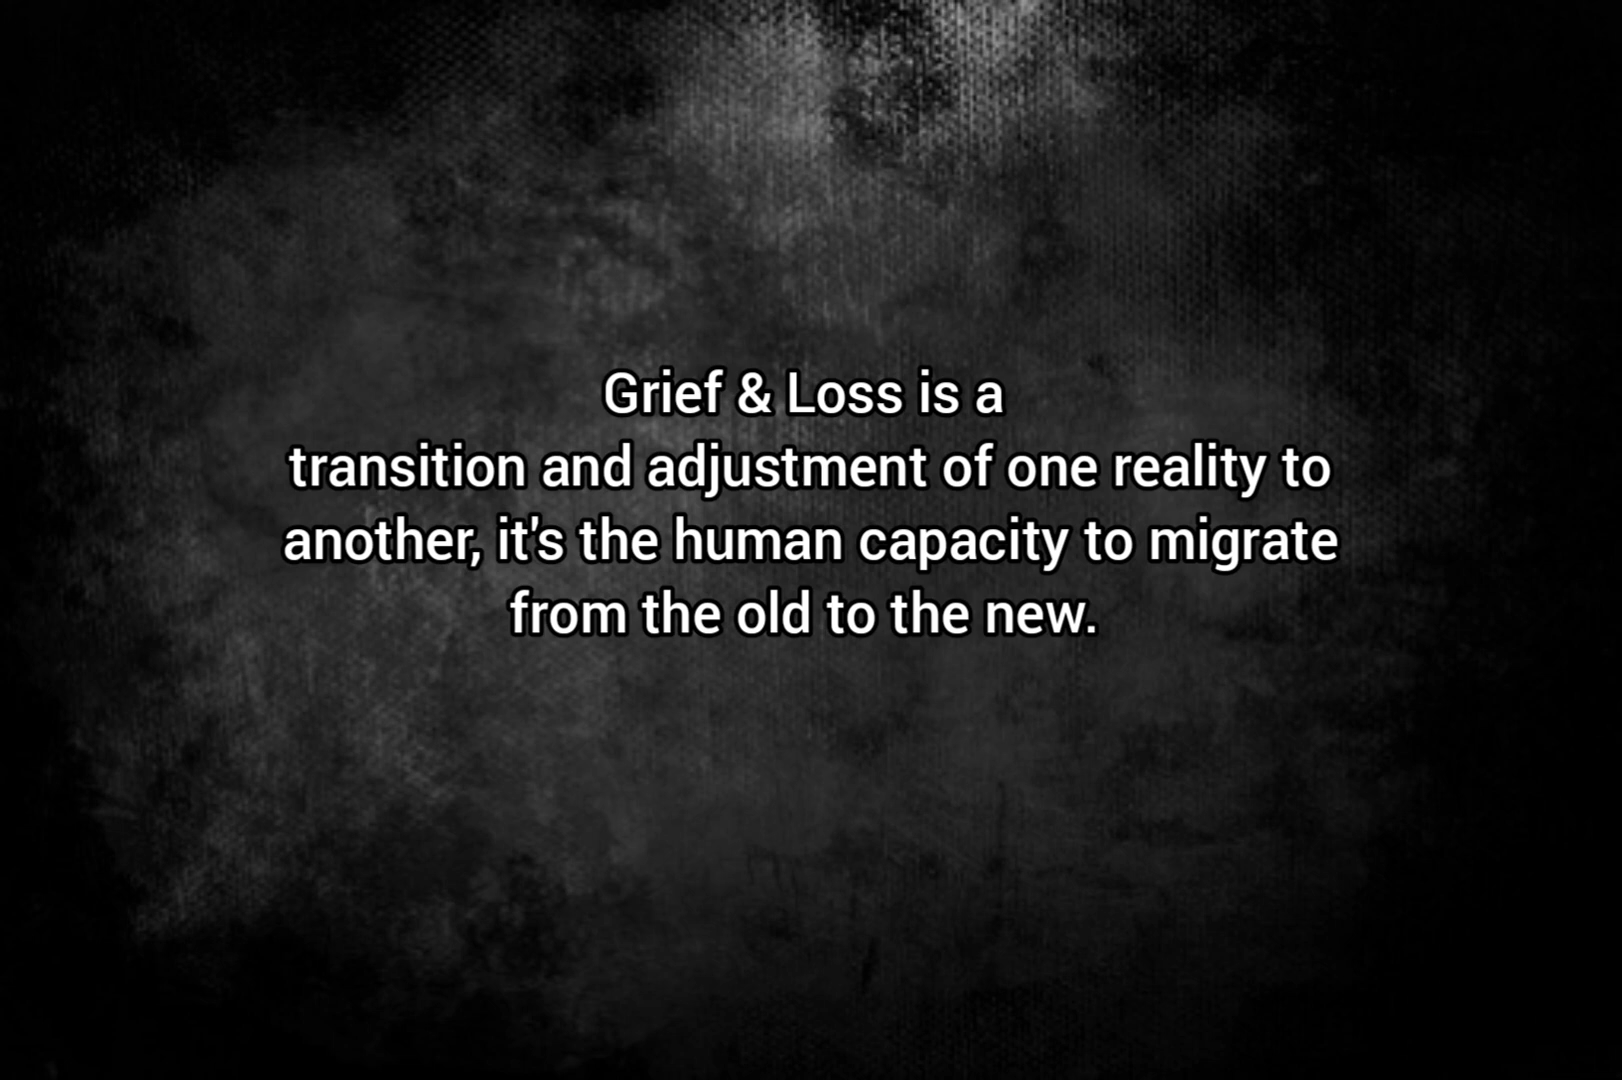 Grief & Loss is a
transition and adjustment of one reality to
another, it's the human capacity to migrate
from the old to the new.